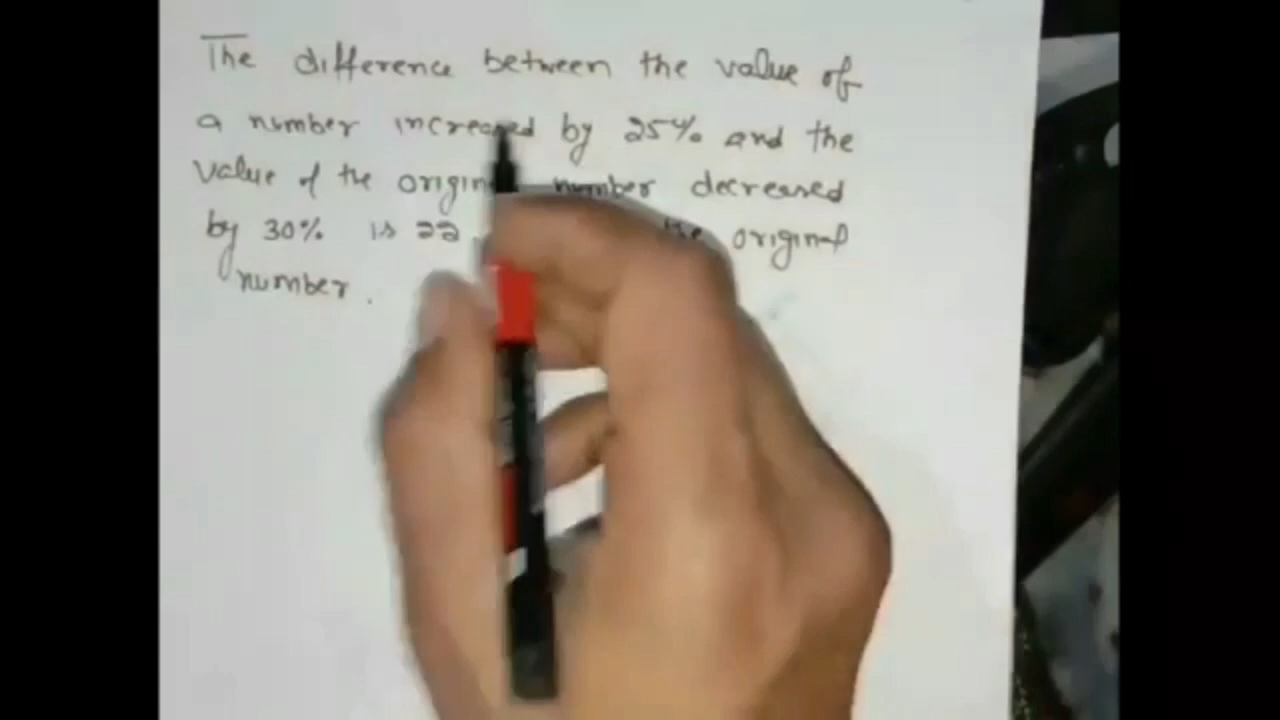 The difference between the value of
a number increased by 25% and the
value of the number decreased
by 30% is 22 original
number.